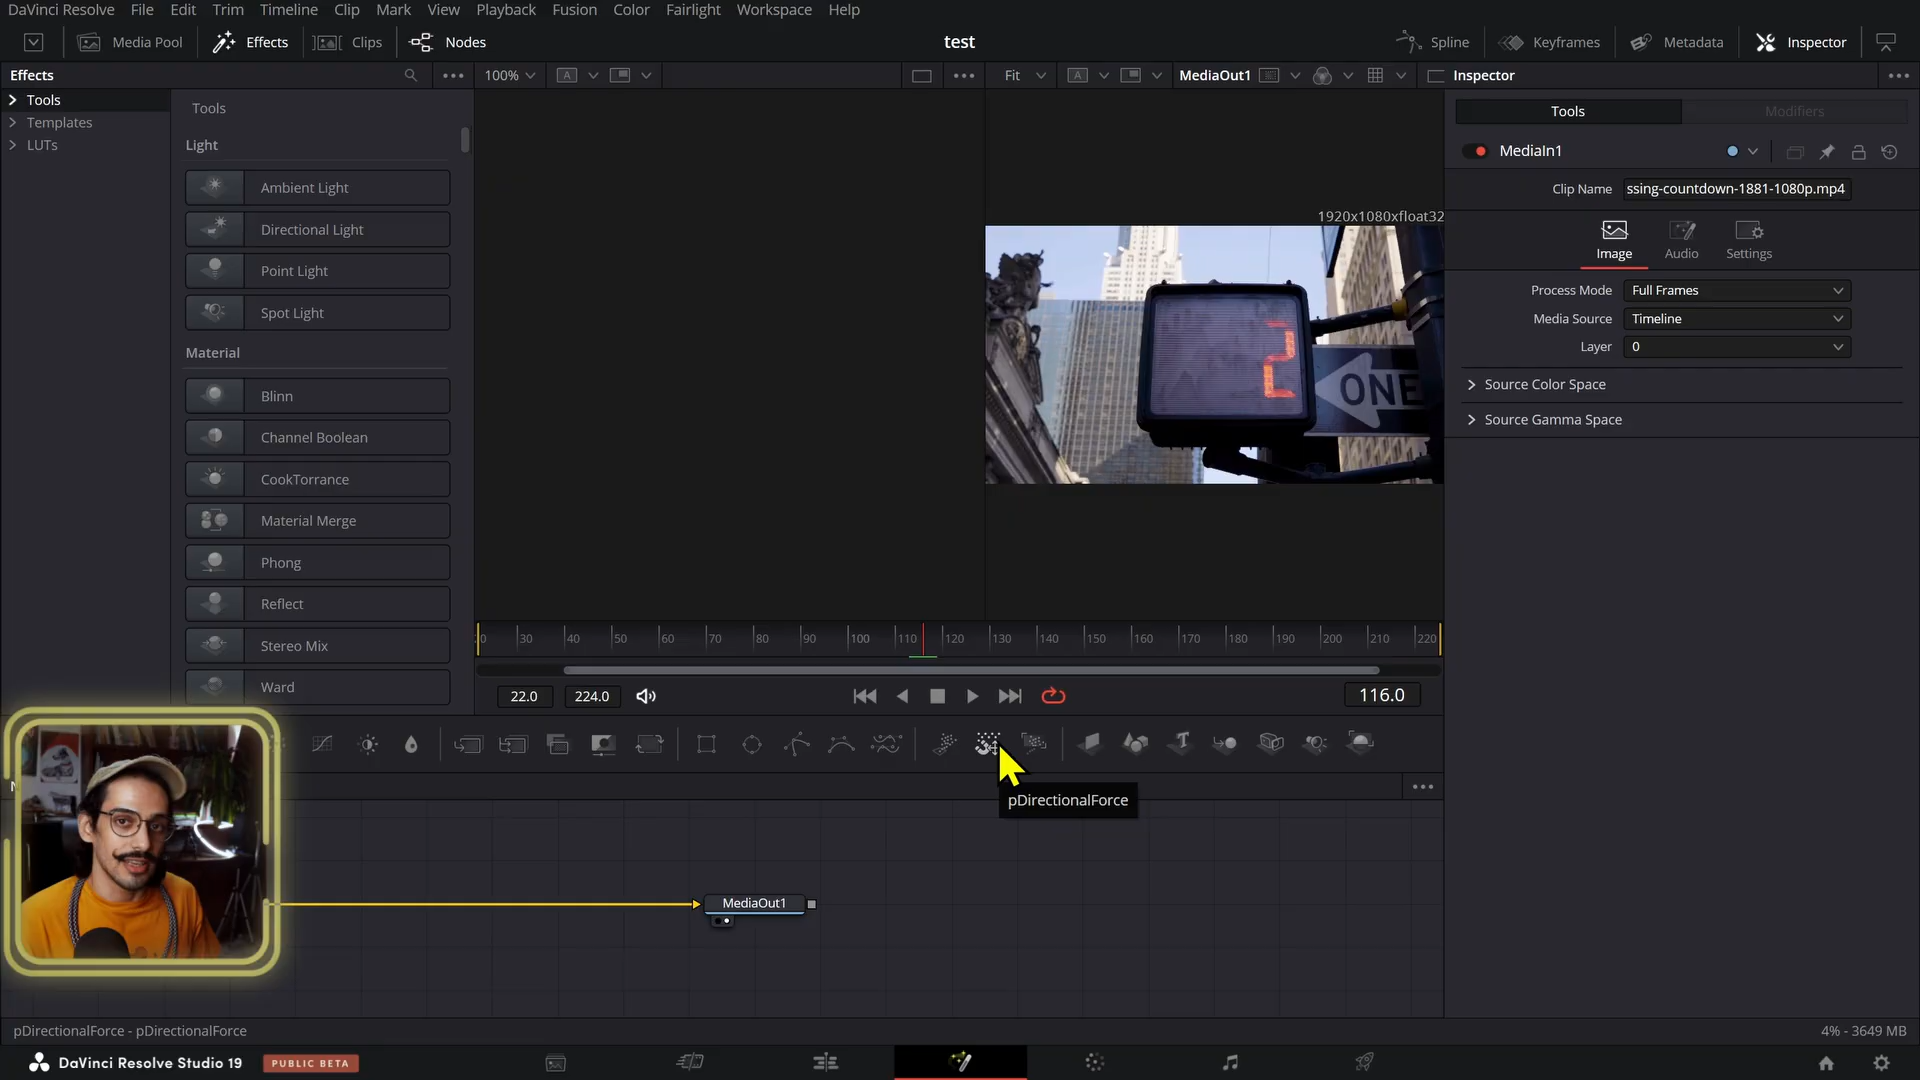 DaVinci Resolve File Edit Trim Timeline Clip Mark View Playback Fusion Color Fairlight Workspace Help
Media Pool Effects Clips Nodes test Spline Keyframes Metadata Inspector
Effects 100% A Fit A MediaOut1 Inspector
Tools
Templates
LUTs
Tools
Light
Ambient Light
Directional Light
Point Light
Spot Light
Material
Blinn
Channel Boolean
CookTorrance
Material Merge
Phong
Reflect
Stereo Mix
Ward
1920x1080xfloat32
2
ONE
Tools Modifiers
MediaIn1
Clip Name ssing-countdown-1881-1080p.mp4
Image Audio Settings
Process Mode Full Frames
Media Source Timeline
Layer 0
Source Color Space
Source Gamma Space
30 40 50 60 70 80 90 100 110 120 130 140 150 160 170 180 190 200 210 220
22.0 224.0 116.0
pDirectionalForce
MediaOut1
pDirectionalForce - pDirectionalForce 4% - 3649 MB
DaVinci Resolve Studio 19 PUBLIC BETA